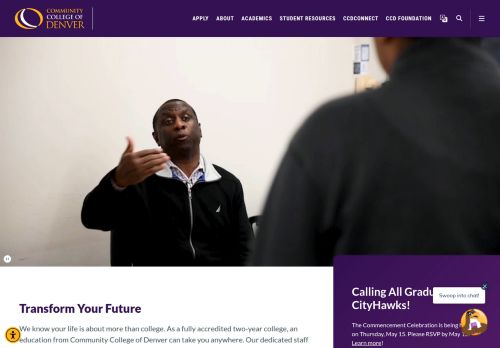 COMMUNITY
COLLEGE OF
DENVER
APPLY ABOUT ACADEMICS STUDENT RESOURCES CCDCONNECT CCD FOUNDATION
Transform Your Future
We know your life is about more than college. As a fully accredited two-year college, an
education from Community College of Denver can take you anywhere. Our dedicated staff
Calling All Gradu
CityHawks!
The Commencement Celebration is being
on Thursday, May 15. Please RSVP by May
Learn more!
Swoop into chat!